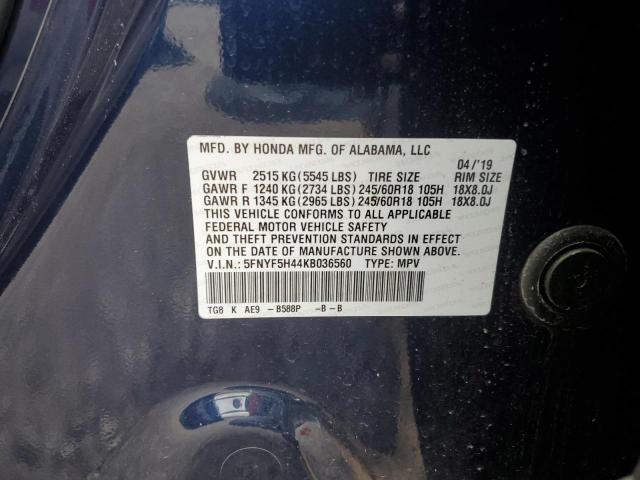 MFD. BY HONDA MFG. OF ALABAMA, LLC
04/'19
GVWR 2515 KG (5545 LBS) TIRE SIZE RIM SIZE
GAWR F 1240 KG (2734 LBS) 245/60R18 105H 18X8.0J
GAWR R 1345 KG (2965 LBS) 245/60R18 105H 18X8.0J
THIS VEHICLE CONFORMS TO ALL APPLICABLE
FEDERAL MOTOR VEHICLE SAFETY
AND THEFT PREVENTION STANDARDS IN EFFECT
ON THE DATE OF MANUFACTURE SHOWN ABOVE.
V.I.N.: 5FNYF5H44KB036560 TYPE: MPV
TG8 K AE9 -B588P -B-B